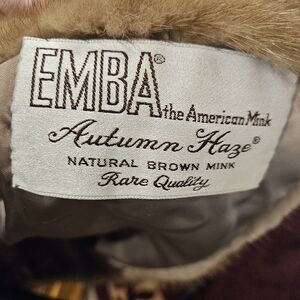 EMBA® the American Mink
Autumn Haze®
NATURAL BROWN MINK
Rare Quality